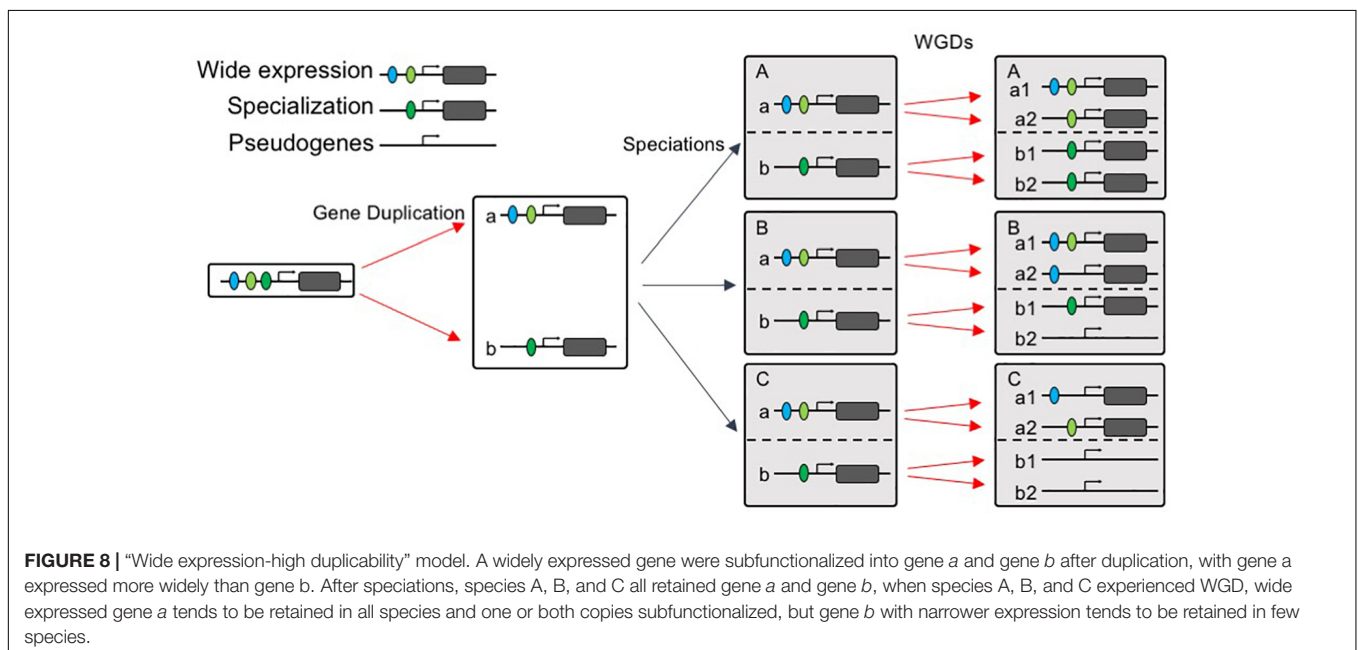 WGDs
Wide expression
Specialization
Pseudogenes
Gene Duplication
a
b
Speciations
A
a
b
B
a
b
C
a
b
A
a1
a2
b1
b2
B
a1
a2
b1
b2
C
a1
a2
b1
b2
FIGURE 8 | “Wide expression-high duplicability” model. A widely expressed gene were subfunctionalized into gene a and gene b after duplication, with gene a
expressed more widely than gene b. After speciations, species A, B, and C all retained gene a and gene b, when species A, B, and C experienced WGD, wide
expressed gene a tends to be retained in all species and one or both copies subfunctionalized, but gene b with narrower expression tends to be retained in few
species.